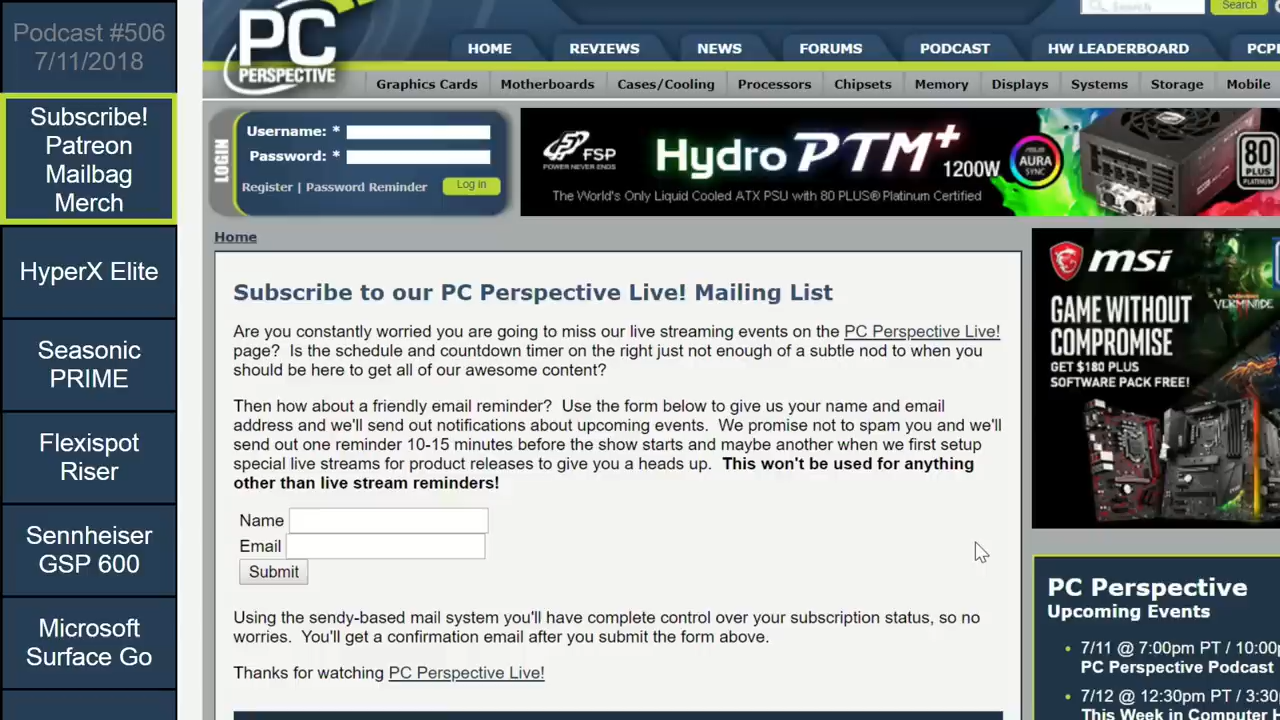 Podcast #506
7/11/2018
Subscribe!
Patreon
Mailbag
Merch
HyperX Elite
Seasonic
PRIME
Flexispot
Riser
Sennheiser
GSP 600
Microsoft
Surface Go
PC
PERSPECTIVE
Search
Search
HOME
REVIEWS
NEWS
FORUMS
PODCAST
HW LEADERBOARD
PCP
Graphics Cards
Motherboards
Cases/Cooling
Processors
Chipsets
Memory
Displays
Systems
Storage
Mobile
LOGIN
Username: *
Password: *
Register | Password Reminder
Log in
FSP
POWER NEVER ENDS
Hydro PTM+ 1200W
ASUS
AURA
SYNC
80
PLUS
PLATINUM
The World's Only Liquid Cooled ATX PSU with 80 PLUS® Platinum Certified
Home
Subscribe to our PC Perspective Live! Mailing List
Are you constantly worried you are going to miss our live streaming events on the PC Perspective Live!
page? Is the schedule and countdown timer on the right just not enough of a subtle nod to when you
should be here to get all of our awesome content?
Then how about a friendly email reminder? Use the form below to give us your name and email
address and we'll send out notifications about upcoming events. We promise not to spam you and we'll
send out one reminder 10-15 minutes before the show starts and maybe another when we first setup
special live streams for product releases to give you a heads up. This won't be used for anything
other than live stream reminders!
Name
Email
Submit
Using the sendy-based mail system you'll have complete control over your subscription status, so no
worries. You'll get a confirmation email after you submit the form above.
Thanks for watching PC Perspective Live!
msi
VERMINTIDE
GAME WITHOUT
COMPROMISE
GET $180 PLUS
SOFTWARE PACK FREE!
PC Perspective
Upcoming Events
7/11 @ 7:00pm PT / 10:00p
PC Perspective Podcast
7/12 @ 12:30pm PT / 3:30
This Week in Computer H